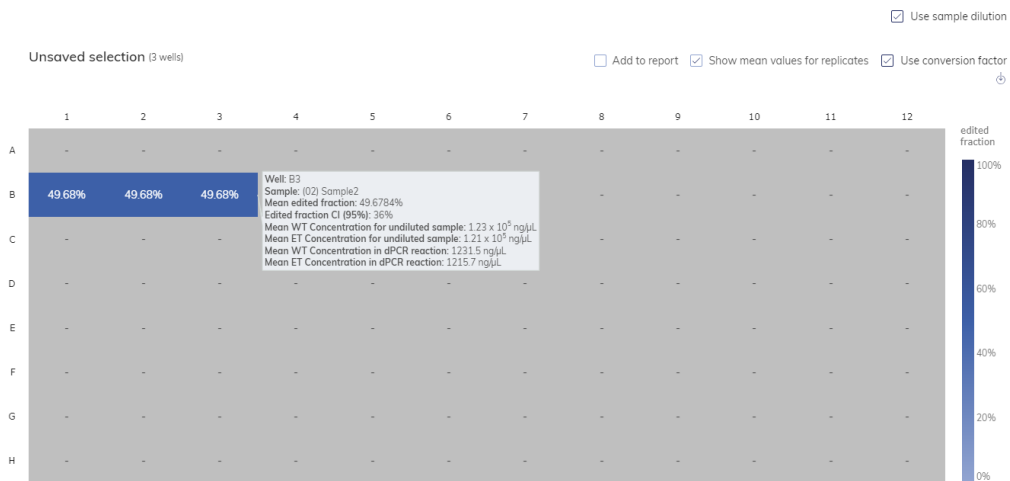 Use sample dilution
Unsaved selection (3 wells)
Add to report Show mean values for replicates Use conversion factor
1 2 3 4 5 6 7 8 9 10 11 12
edited
fraction
A - - - - - - - - - - - -
100%
B 49.68% 49.68% 49.68% - - - -
Well: B3
Sample: (02) Sample2
Mean edited fraction: 49.6784%
Edited fraction CI (95%): 36%
Mean WT Concentration for undiluted sample: 1.23 x 10⁵ ng/µL
Mean ET Concentration for undiluted sample: 1.21 x 10⁵ ng/µL
Mean WT Concentration in dPCR reaction: 1231.5 ng/µL
Mean ET Concentration in dPCR reaction: 1215.7 ng/µL
80%
C - - - - - - - -
D - - - - - - - - - - - -
60%
E - - - - - - - - - - - -
40%
F - - - - - - - - - - - -
G - - - - - - - - - - - -
20%
H - - - - - - - - - - - -
0%